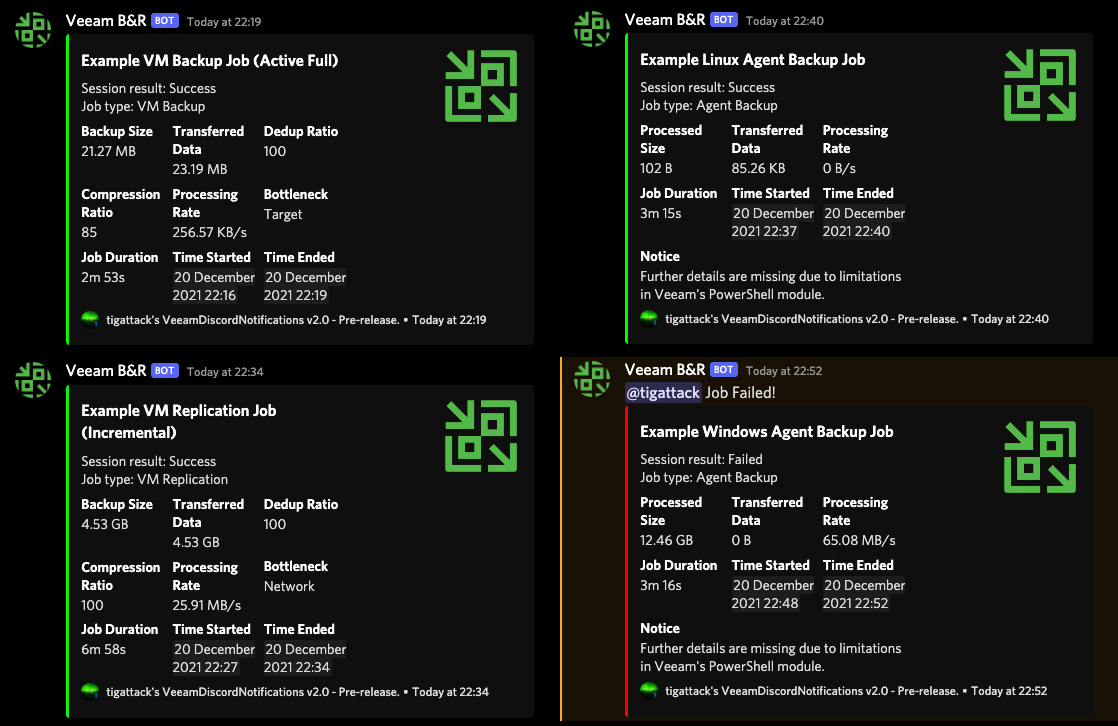 Veeam B&R BOT Today at 22:19
Example VM Backup Job (Active Full)
Session result: Success
Job type: VM Backup
Backup Size Transferred Data Dedup Ratio
21.27 MB 23.19 MB 100
Compression Ratio Processing Rate Bottleneck
85 256.57 KB/s Target
Job Duration Time Started Time Ended
2m 53s 20 December 2021 22:16 20 December 2021 22:19
tigattack's VeeamDiscordNotifications v2.0 - Pre-release. • Today at 22:19
Veeam B&R BOT Today at 22:40
Example Linux Agent Backup Job
Session result: Success
Job type: Agent Backup
Processed Size Transferred Data Processing Rate
102 B 85.26 KB 0 B/s
Job Duration Time Started Time Ended
3m 15s 20 December 2021 22:37 20 December 2021 22:40
Notice
Further details are missing due to limitations
in Veeam's PowerShell module.
tigattack's VeeamDiscordNotifications v2.0 - Pre-release. • Today at 22:40
Veeam B&R BOT Today at 22:34
Example VM Replication Job
(Incremental)
Session result: Success
Job type: VM Replication
Backup Size Transferred Data Dedup Ratio
4.53 GB 4.53 GB 100
Compression Ratio Processing Rate Bottleneck
100 25.91 MB/s Network
Job Duration Time Started Time Ended
6m 58s 20 December 2021 22:27 20 December 2021 22:34
tigattack's VeeamDiscordNotifications v2.0 - Pre-release. • Today at 22:34
Veeam B&R BOT Today at 22:52
@tigattack Job Failed!
Example Windows Agent Backup Job
Session result: Failed
Job type: Agent Backup
Processed Size Transferred Data Processing Rate
12.46 GB 0 B 65.08 MB/s
Job Duration Time Started Time Ended
3m 16s 20 December 2021 22:48 20 December 2021 22:52
Notice
Further details are missing due to limitations
in Veeam's PowerShell module.
tigattack's VeeamDiscordNotifications v2.0 - Pre-release. • Today at 22:52